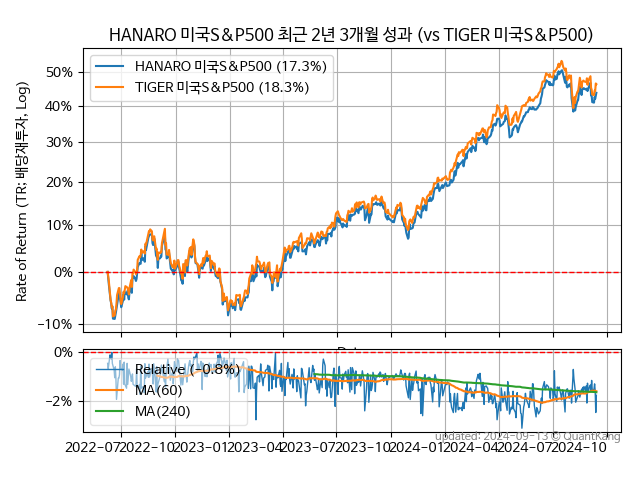 HANARO 미국S&P500 최근 2년 3개월 성과 (vs TIGER 미국S&P500)
Rate of Return (TR: 배당재투자, Log)
HANARO 미국S&P500 (17.3%)
TIGER 미국S&P500 (18.3%)
50%
40%
30%
20%
10%
0%
−10%
0%
−2%
Relative (−0.8%)
MA(60)
MA(240)
updated: 2024-09-13 © QuantKang
2022-07 2022-10 2023-01 2023-04 2023-07 2023-10 2024-01 2024-04 2024-07 2024-10